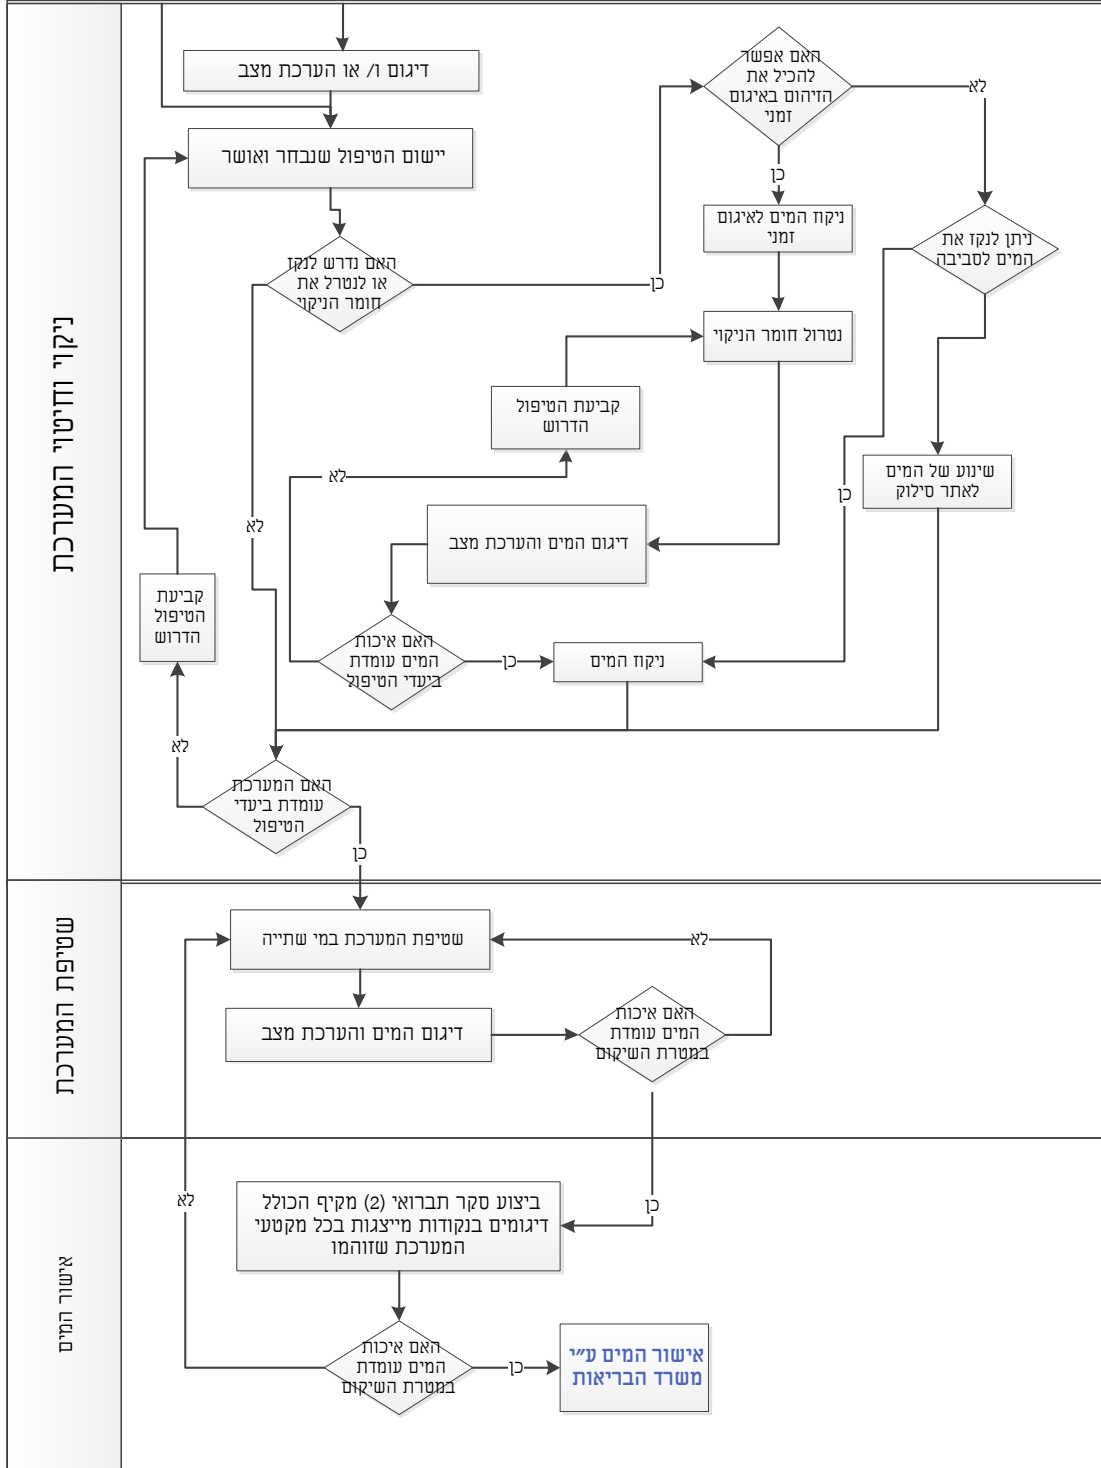 ניקוי וחיטוי המערכת
דיגום ו/ או הערכת מצב
יישום הטיפול שנבחר ואושר
האם נדרש לנקז
או לנטרל את
חומר הניקוי
כן
לא
האם אפשר
להכיל את
הזיהום באיגום
זמני
לא
כן
ניקוז המים לאיגום
זמני
ניתן לנקז את
המים לסביבה
כן
נטרול חומר הניקוי
קביעת הטיפול
הדרוש
לא
שינוע של המים
לאתר סילוק
דיגום המים והערכת מצב
האם איכות
המים עומדת
ביעדי הטיפול
כן
ניקוז המים
קביעת
הטיפול
הדרוש
לא
האם המערכת
עומדת ביעדי
הטיפול
כן
שטיפת המערכת
שטיפת המערכת במי שתייה
לא
דיגום המים והערכת מצב
האם איכות
המים עומדת
במטרת השיקום
כן
אישור המים
לא
ביצוע סקר תברואי (2) מקיף הכולל
דיגומים בנקודות מייצגות בכל מקטעי
המערכת שזוהמו
האם איכות
המים עומדת
במטרת השיקום
כן
אישור המים ע״י
משרד הבריאות